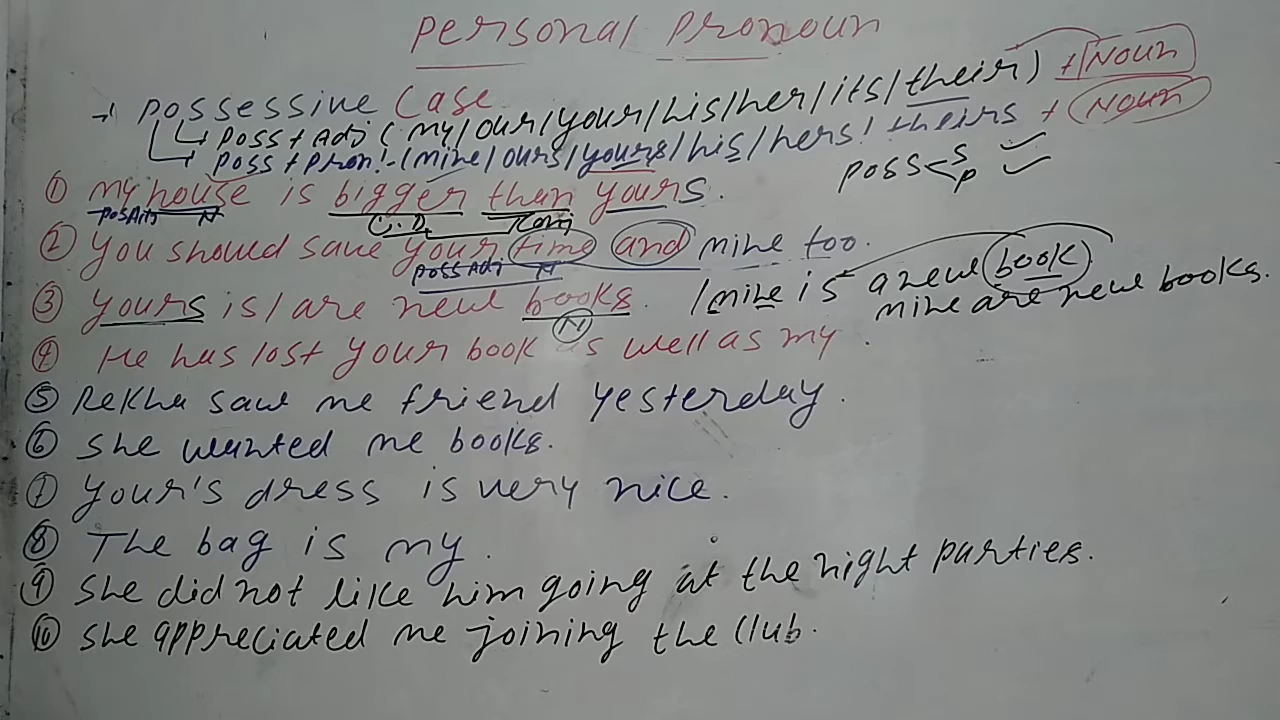 Personal Pronoun
→ Possessive Case
↳ Poss + Adj ( my/our/your/his/her/its/their) + Noun
↳ Poss + Pron! - (mine/ours/yours/his/hers/theirs + Noun
Poss < S ✓
P ✓
① My house is bigger than yours.
PossAdj N C.D. Conj
② You should save your time and mine too.
PossAdj N
③ Yours is/are new books. / mine is a new book)
N mine are new books.
④ He has lost your book as well as my.
⑤ Rekha saw me friend yesterday.
⑥ She wanted me books.
⑦ Your's dress is very nice.
⑧ The bag is my.
⑨ She did not like him going at the night parties.
⑩ She appreciated me joining the Club.